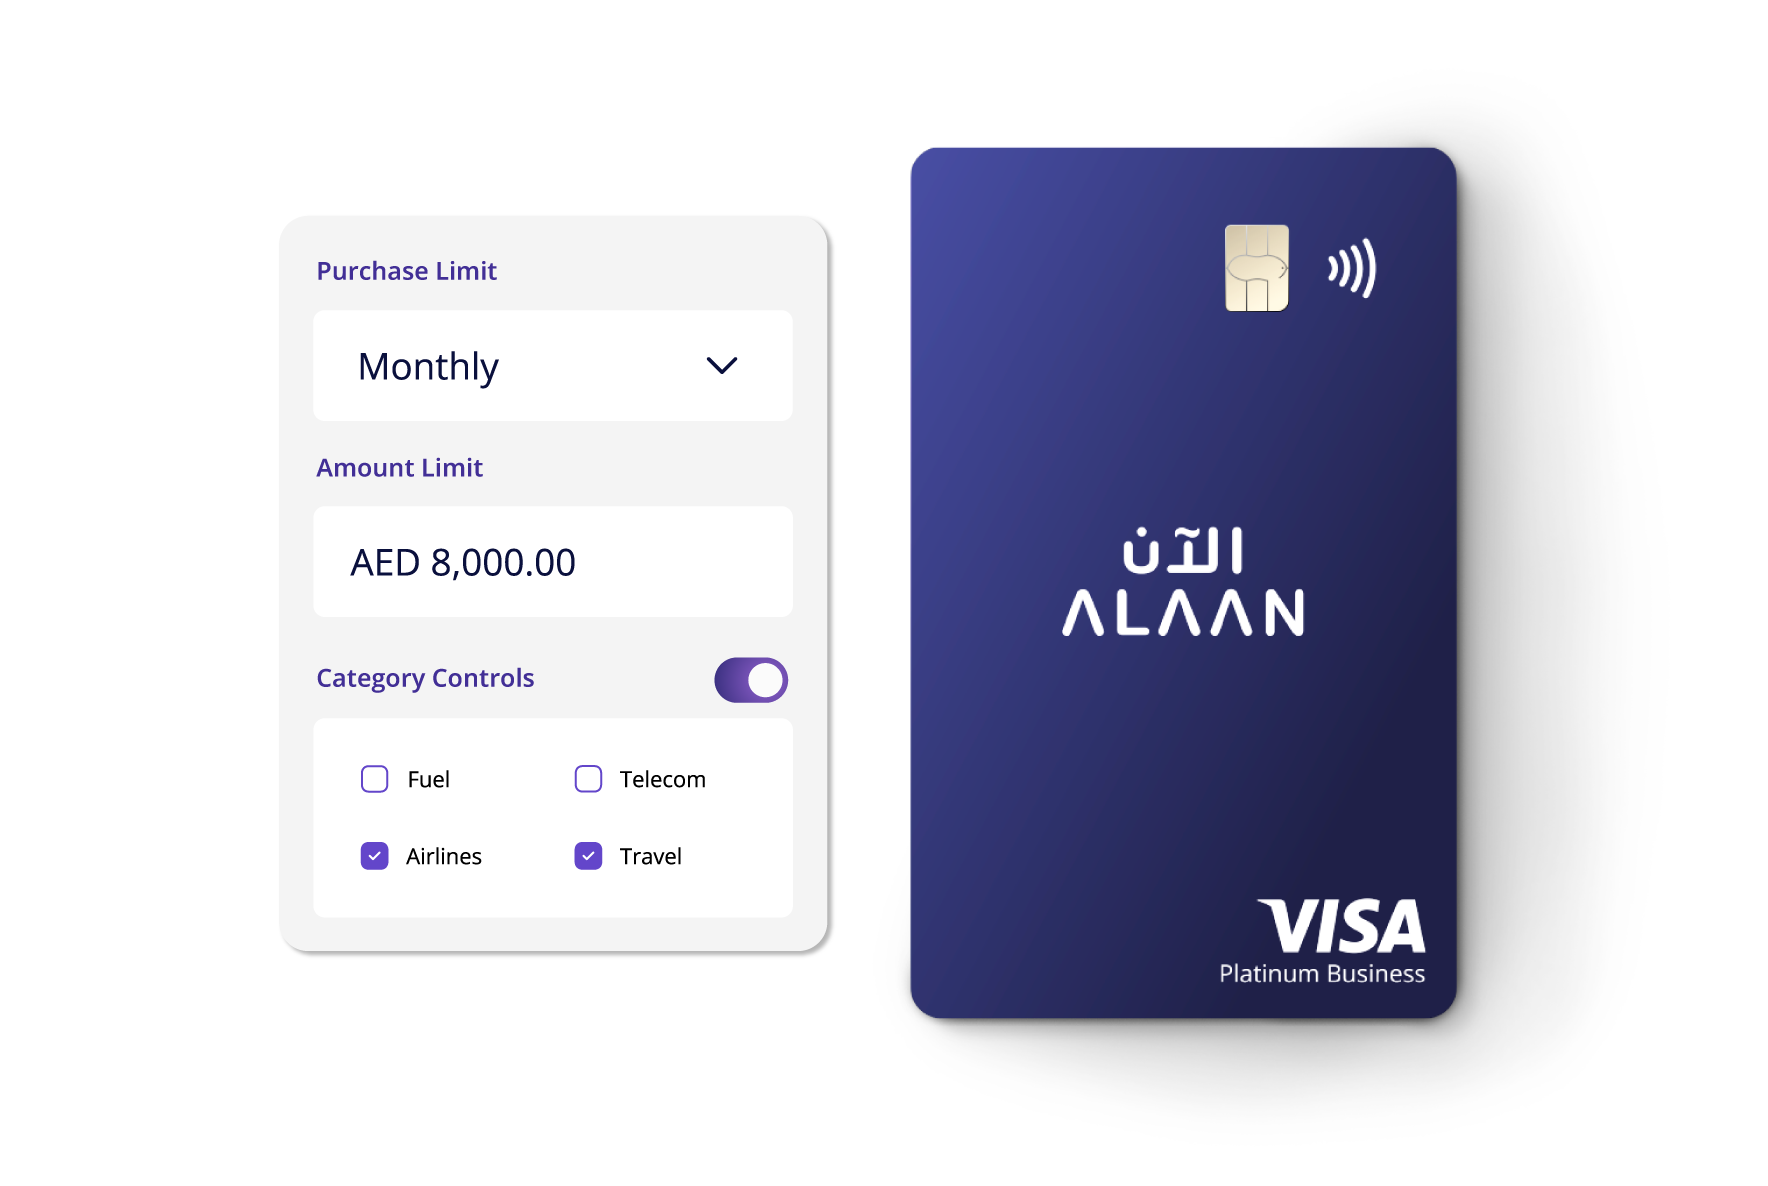 Purchase Limit
Monthly
Amount Limit
AED 8,000.00
Category Controls
Fuel
Telecom
Airlines
Travel
الآن
ALAAN
VISA
Platinum Business